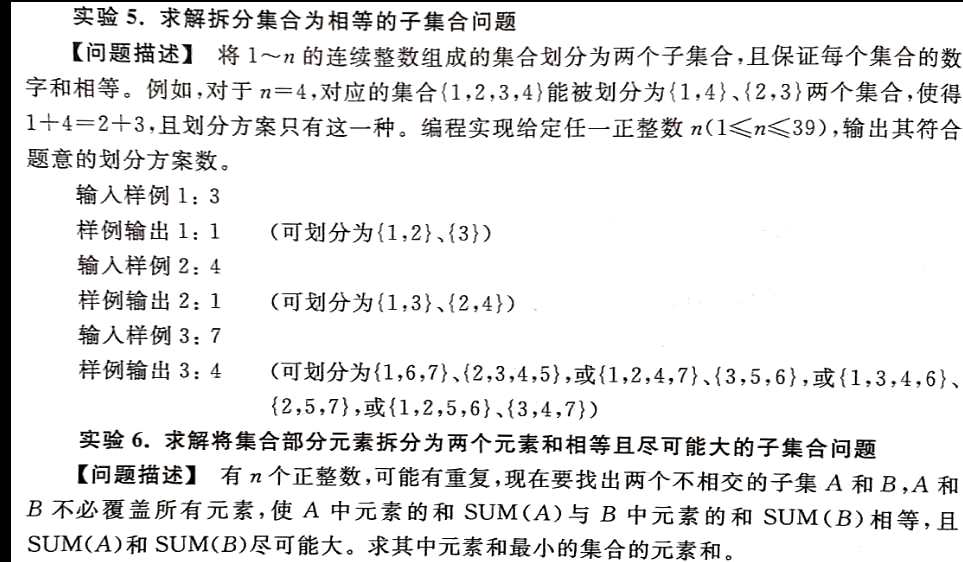 实验 5．求解拆分集合为相等的子集合问题
【问题描述】 将 1～n 的连续整数组成的集合划分为两个子集合,且保证每个集合的数
字和相等。例如,对于 n=4,对应的集合{1,2,3,4}能被划分为{1,4}、{2,3}两个集合,使得
1+4=2+3,且划分方案只有这一种。编程实现给定任一正整数 n(1≤n≤39),输出其符合
题意的划分方案数。
输入样例 1：3
样例输出 1：1 （可划分为{1,2}、{3}）
输入样例 2：4
样例输出 2：1 （可划分为{1,3}、{2,4}）
输入样例 3：7
样例输出 3：4 （可划分为{1,6,7}、{2,3,4,5},或{1,2,4,7}、{3,5,6},或{1,3,4,6}、
{2,5,7},或{1,2,5,6}、{3,4,7}）
实验 6．求解将集合部分元素拆分为两个元素和相等且尽可能大的子集合问题
【问题描述】 有 n 个正整数,可能有重复,现在要找出两个不相交的子集 A 和 B,A 和
B 不必覆盖所有元素,使 A 中元素的和 SUM(A)与 B 中元素的和 SUM(B)相等,且
SUM(A)和 SUM(B)尽可能大。求其中元素和最小的集合的元素和。